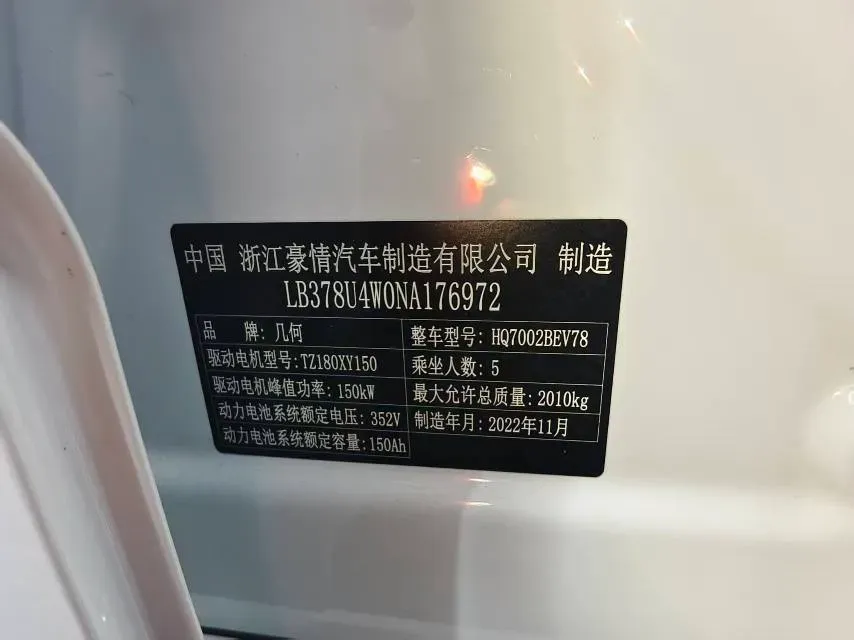 中国 浙江豪情汽车制造有限公司 制造
LB378U4W0NA176972
品 牌: 几何 整车型号: HQ7002BEV78
驱动电机型号: TZ180XY150 乘坐人数: 5
驱动电机峰值功率: 150kW 最大允许总质量: 2010kg
动力电池系统额定电压: 352V 制造年月: 2022年11月
动力电池系统额定容量: 150Ah